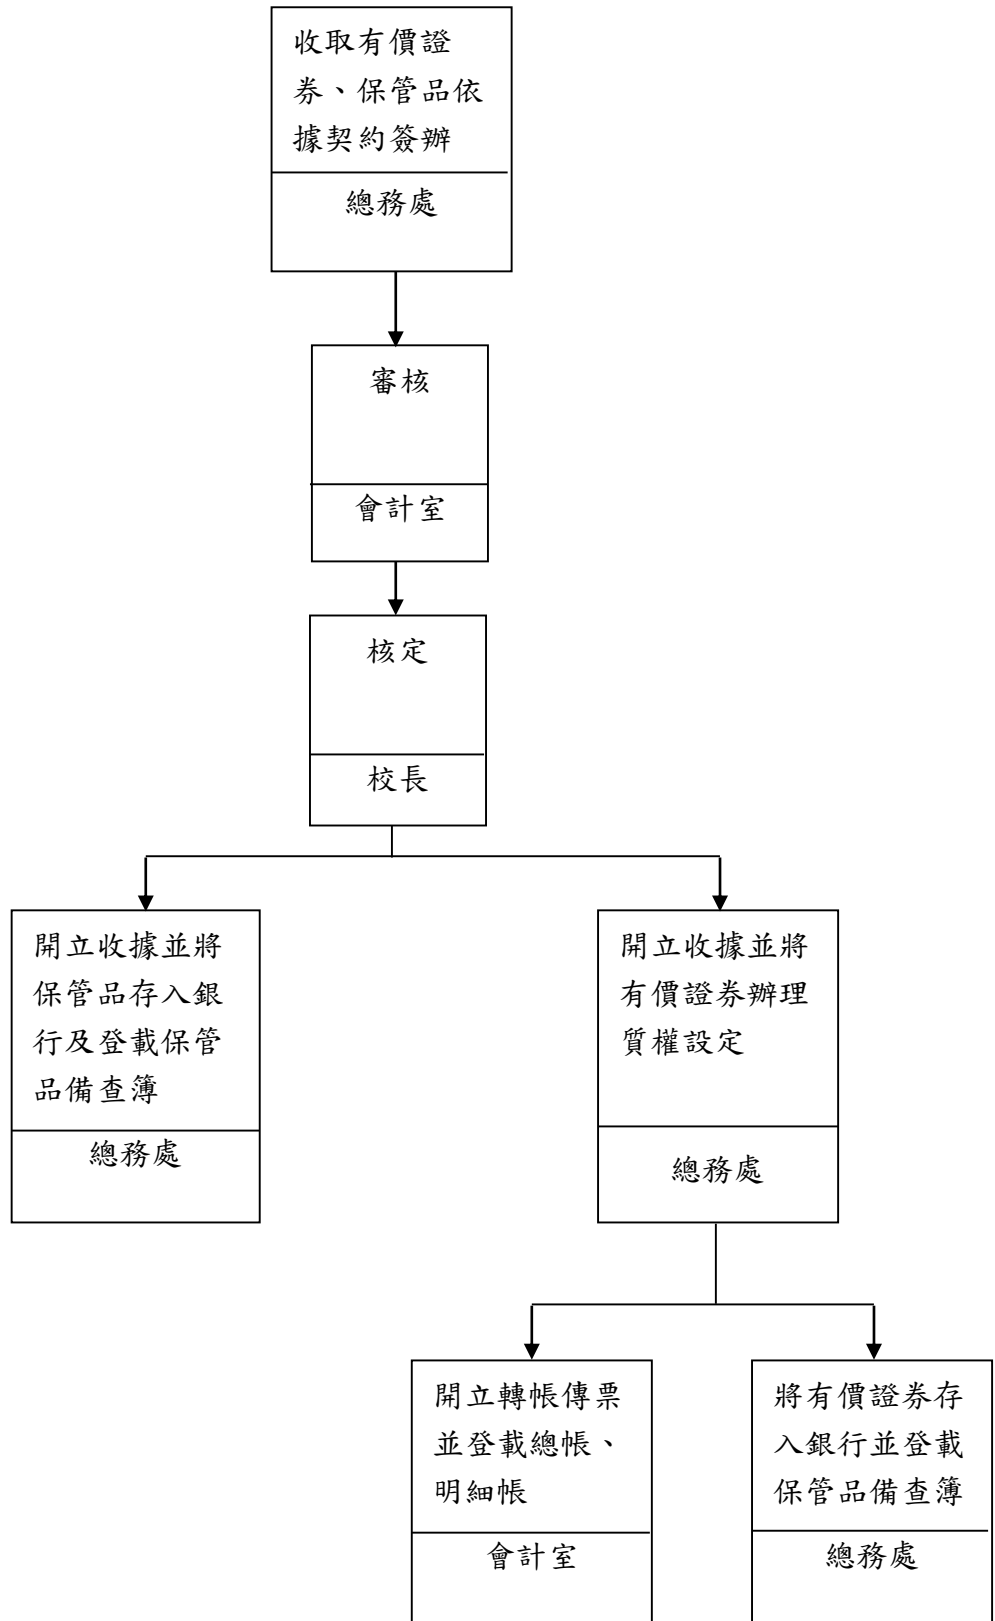 收取有價證
券、保管品依
據契約簽辦
總務處
審核
會計室
核定
校長
開立收據並將
保管品存入銀
行及登載保管
品備查簿
總務處
開立收據並將
有價證券辦理
質權設定
總務處
開立轉帳傳票
並登載總帳、
明細帳
會計室
將有價證券存
入銀行並登載
保管品備查簿
總務處